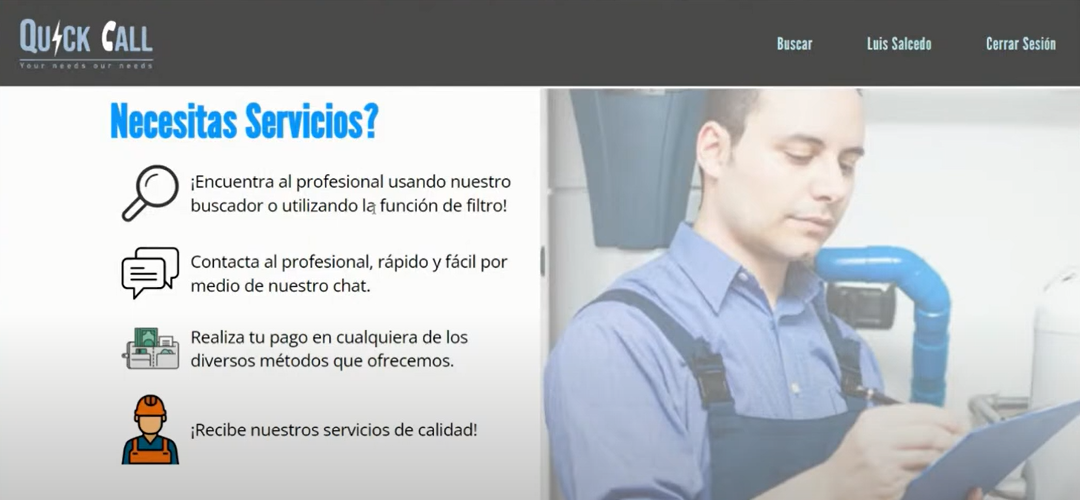 QUICK CALL
Your needs our needs
Buscar
Luis Salcedo
Cerrar Sesión
Necesitas Servicios?
¡Encuentra al profesional usando nuestro
buscador o utilizando la función de filtro!
Contacta al profesional, rápido y fácil por
medio de nuestro chat.
Realiza tu pago en cualquiera de los
diversos métodos que ofrecemos.
¡Recibe nuestros servicios de calidad!